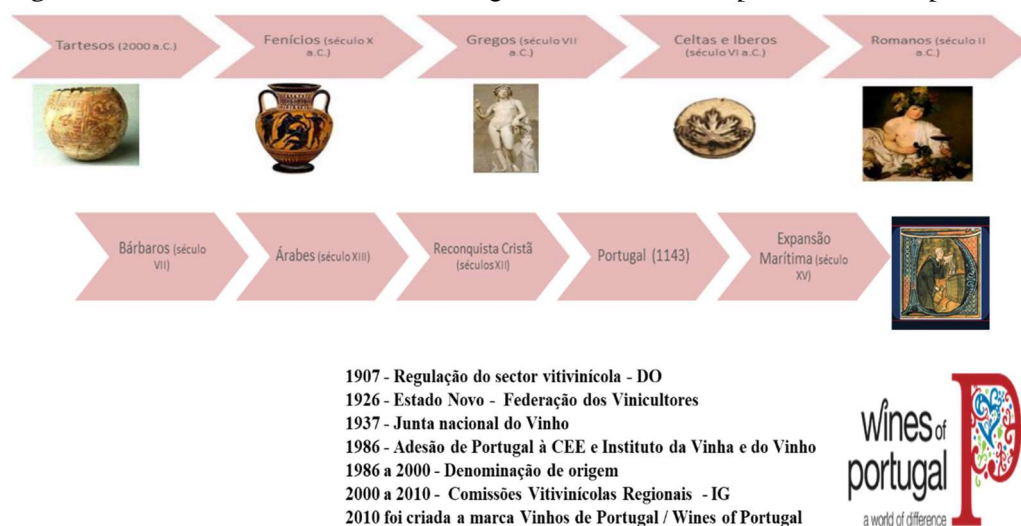 Tartesos (2000 a.C.)
Fenícios (século X
a.C.)
Gregos (século VII
a.C.)
Celtas e Iberos
(século VI a.C.)
Romanos (século II
a.C.)
Bárbaros (século
VII)
Árabes (século XIII)
Reconquista Cristã
(séculos XII)
Portugal (1143)
Expansão
Marítima (século
XV)
1907 - Regulação do sector vitivinícola - DO
1926 - Estado Novo - Federação dos Vinicultores
1937 - Junta nacional do Vinho
1986 - Adesão de Portugal à CEE e Instituto da Vinha e do Vinho
1986 a 2000 - Denominação de origem
2000 a 2010 - Comissões Vitivinícolas Regionais - IG
2010 foi criada a marca Vinhos de Portugal / Wines of Portugal
wines of
portugal
a world of difference